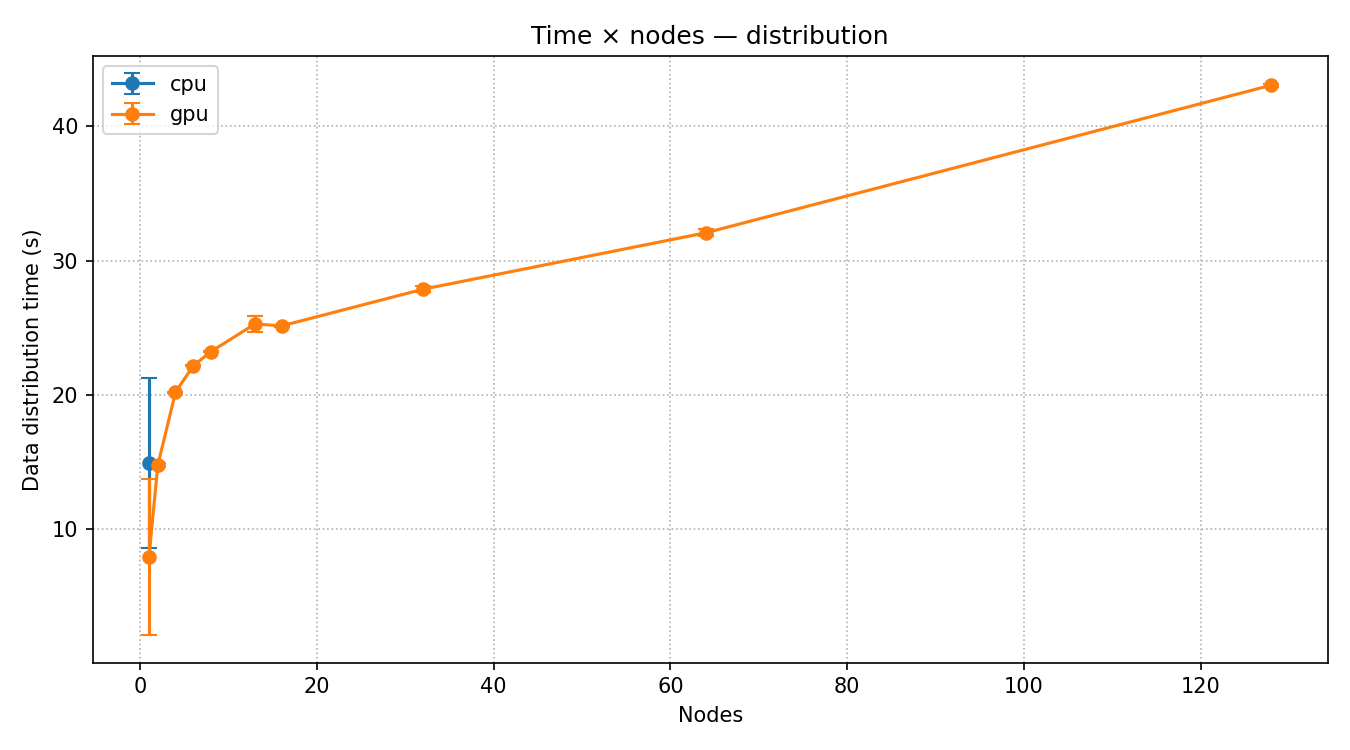 Time × nodes — distribution
cpu
gpu
Data distribution time (s)
40
30
20
10
0 20 40 60 80 100 120
Nodes